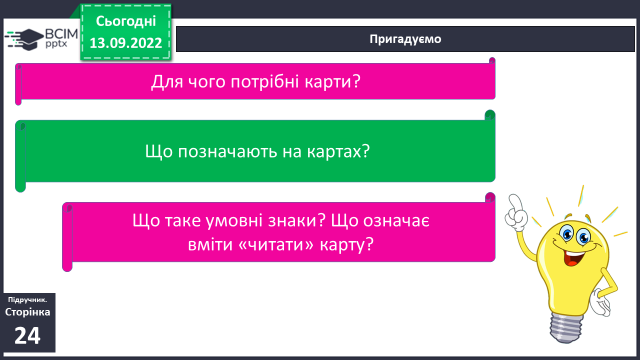 ВСІМ
pptx
Сьогодні
13.09.2022
Пригадуємо
Для чого потрібні карти?
Що позначають на картах?
Що таке умовні знаки? Що означає
вміти «читати» карту?
Підручник.
Сторінка
24